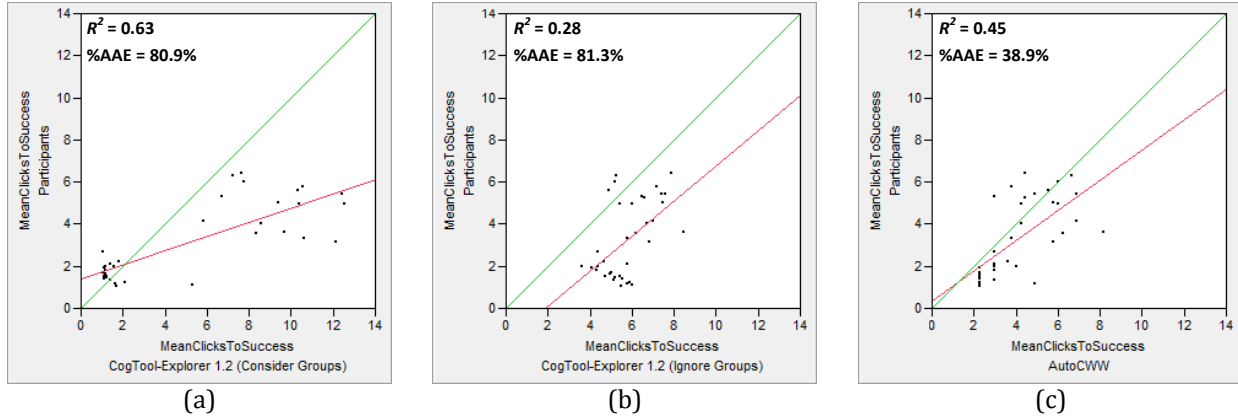 R² = 0.63
%AAE = 80.9%
14
12
10
8
6
4
2
0
MeanClicksToSuccess
Participants
0 2 4 6 8 10 12 14
MeanClicksToSuccess
CogTool-Explorer 1.2 (Consider Groups)
(a)
R² = 0.28
%AAE = 81.3%
14
12
10
8
6
4
2
0
MeanClicksToSuccess
Participants
0 2 4 6 8 10 12 14
MeanClicksToSuccess
CogTool-Explorer 1.2 (Ignore Groups)
(b)
R² = 0.45
%AAE = 38.9%
14
12
10
8
6
4
2
0
MeanClicksToSuccess
Participants
0 2 4 6 8 10 12 14
MeanClicksToSuccess
AutoCWW
(c)